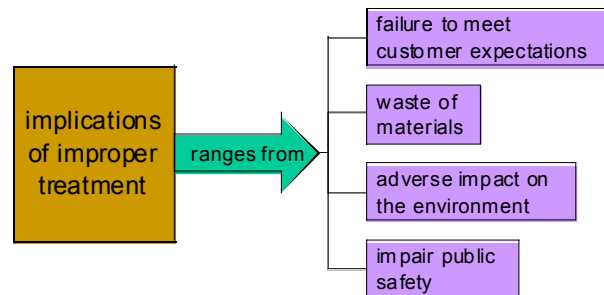 implications
of improper
treatment
ranges from
failure to meet
customer expectations
waste of
materials
adverse impact on
the environment
impair public
safety